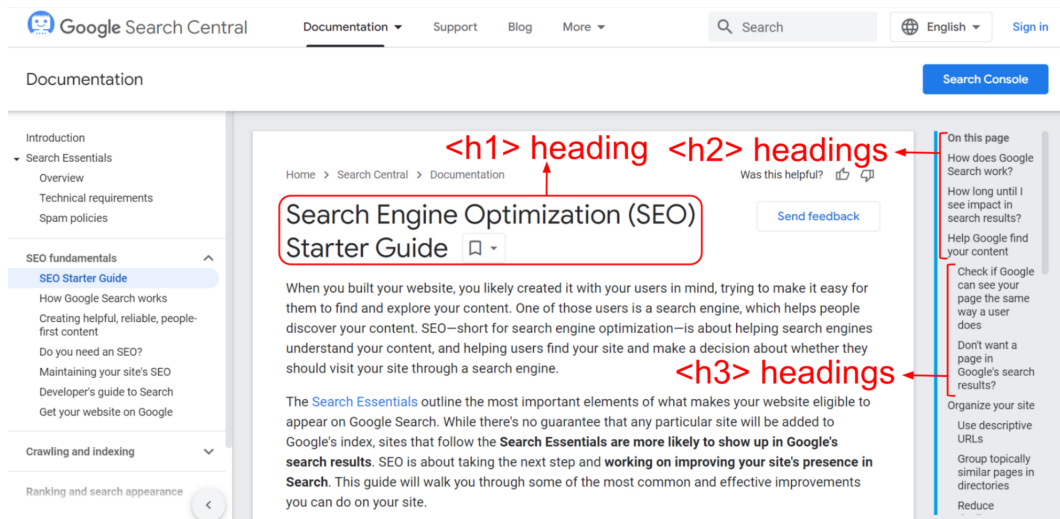 Google Search Central
Documentation
Support
Blog
More
Search
English
Sign in
Documentation
Search Console
Introduction
Search Essentials
Overview
Technical requirements
Spam policies
SEO fundamentals
SEO Starter Guide
How Google Search works
Creating helpful, reliable, people-
first content
Do you need an SEO?
Maintaining your site's SEO
Developer's guide to Search
Get your website on Google
Crawling and indexing
Ranking and search appearance
<h1> heading
<h2> headings
Home > Search Central > Documentation
Was this helpful?
Search Engine Optimization (SEO)
Starter Guide
Send feedback
When you built your website, you likely created it with your users in mind, trying to make it easy for
them to find and explore your content. One of those users is a search engine, which helps people
discover your content. SEO—short for search engine optimization—is about helping search engines
understand your content, and helping users find your site and make a decision about whether they
should visit your site through a search engine.
<h3> headings
The Search Essentials outline the most important elements of what makes your website eligible to
appear on Google Search. While there's no guarantee that any particular site will be added to
Google's index, sites that follow the Search Essentials are more likely to show up in Google's
search results. SEO is about taking the next step and working on improving your site's presence in
Search. This guide will walk you through some of the most common and effective improvements
you can do on your site.
On this page
How does Google
Search work?
How long until I
see impact in
search results?
Help Google find
your content
Check if Google
can see your
page the same
way a user
does
Don't want a
page in
Google's search
results?
Organize your site
Use descriptive
URLs
Group topically
similar pages in
directories
Reduce